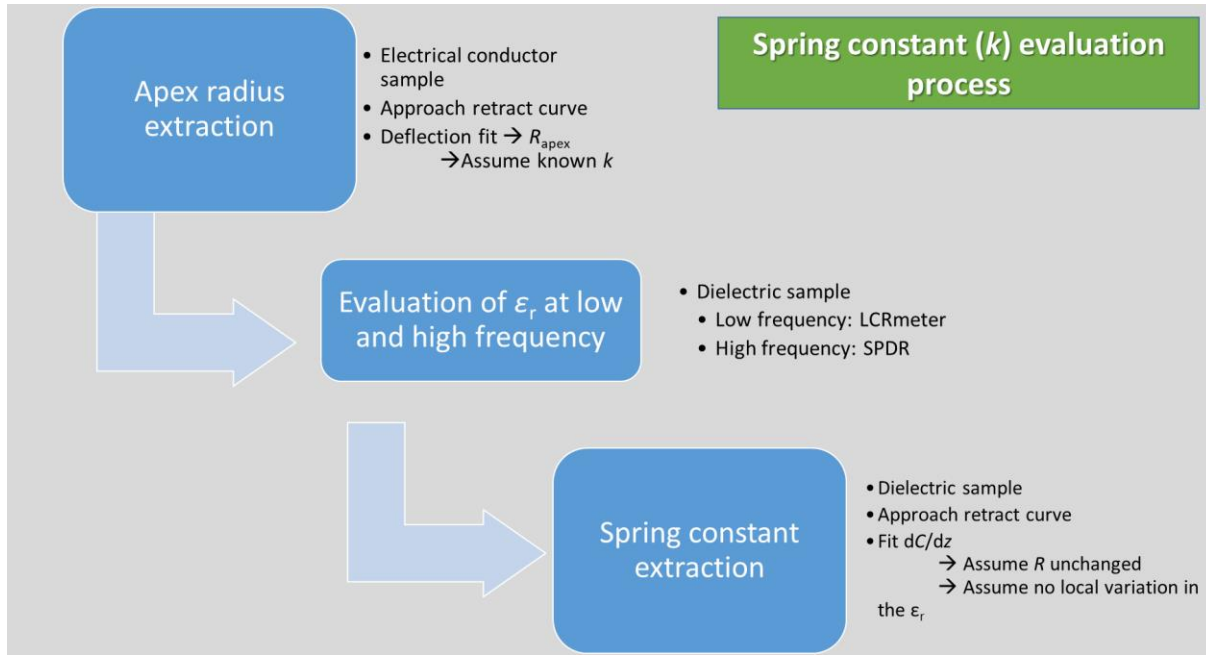 Spring constant (k) evaluation
process
Apex radius
extraction
• Electrical conductor
sample
• Approach retract curve
• Deflection fit → Rapex
→Assume known k
Evaluation of εr at low
and high frequency
• Dielectric sample
• Low frequency: LCRmeter
• High frequency: SPDR
Spring constant
extraction
•Dielectric sample
•Approach retract curve
•Fit dC/dz
→ Assume R unchanged
→ Assume no local variation in
the εr